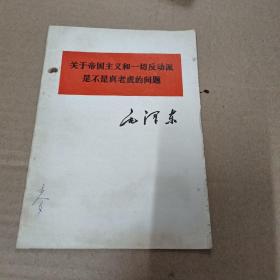 关于帝国主义和一切反动派
是不是真老虎的问题
毛泽东